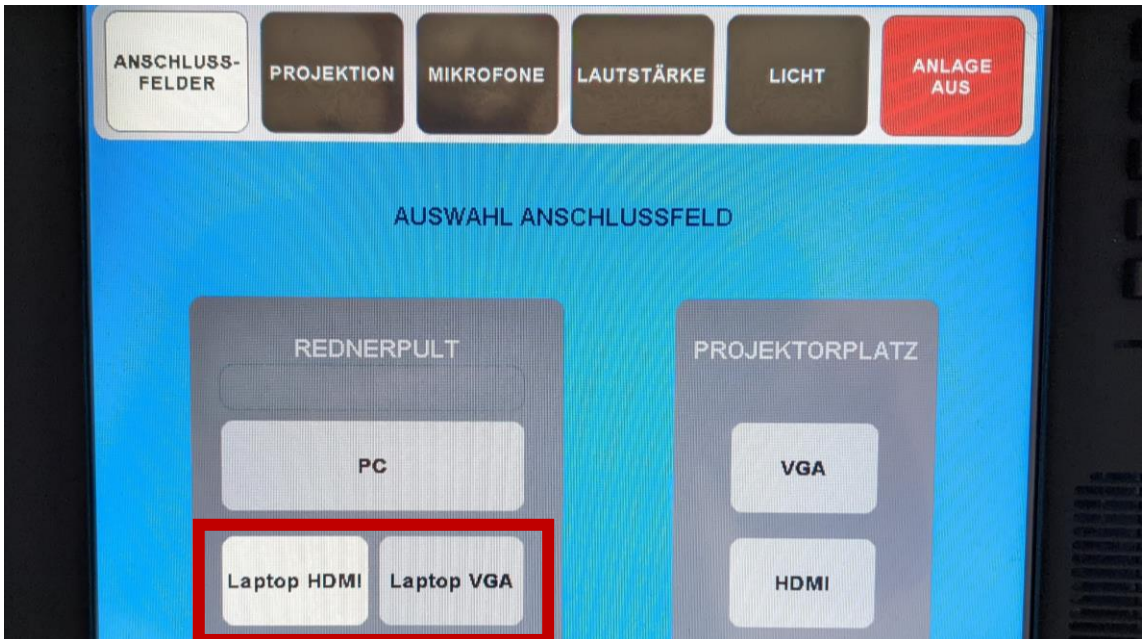 ANSCHLUSS-
FELDER
PROJEKTION
MIKROFONE
LAUTSTÄRKE
LICHT
ANLAGE
AUS
AUSWAHL ANSCHLUSSFELD
REDNERPULT
PC
Laptop HDMI
Laptop VGA
PROJEKTORPLATZ
VGA
HDMI